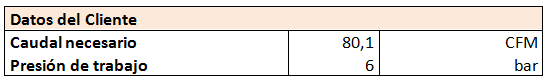 Datos del Cliente
Caudal necesario 80,1 CFM
Presión de trabajo 6 bar